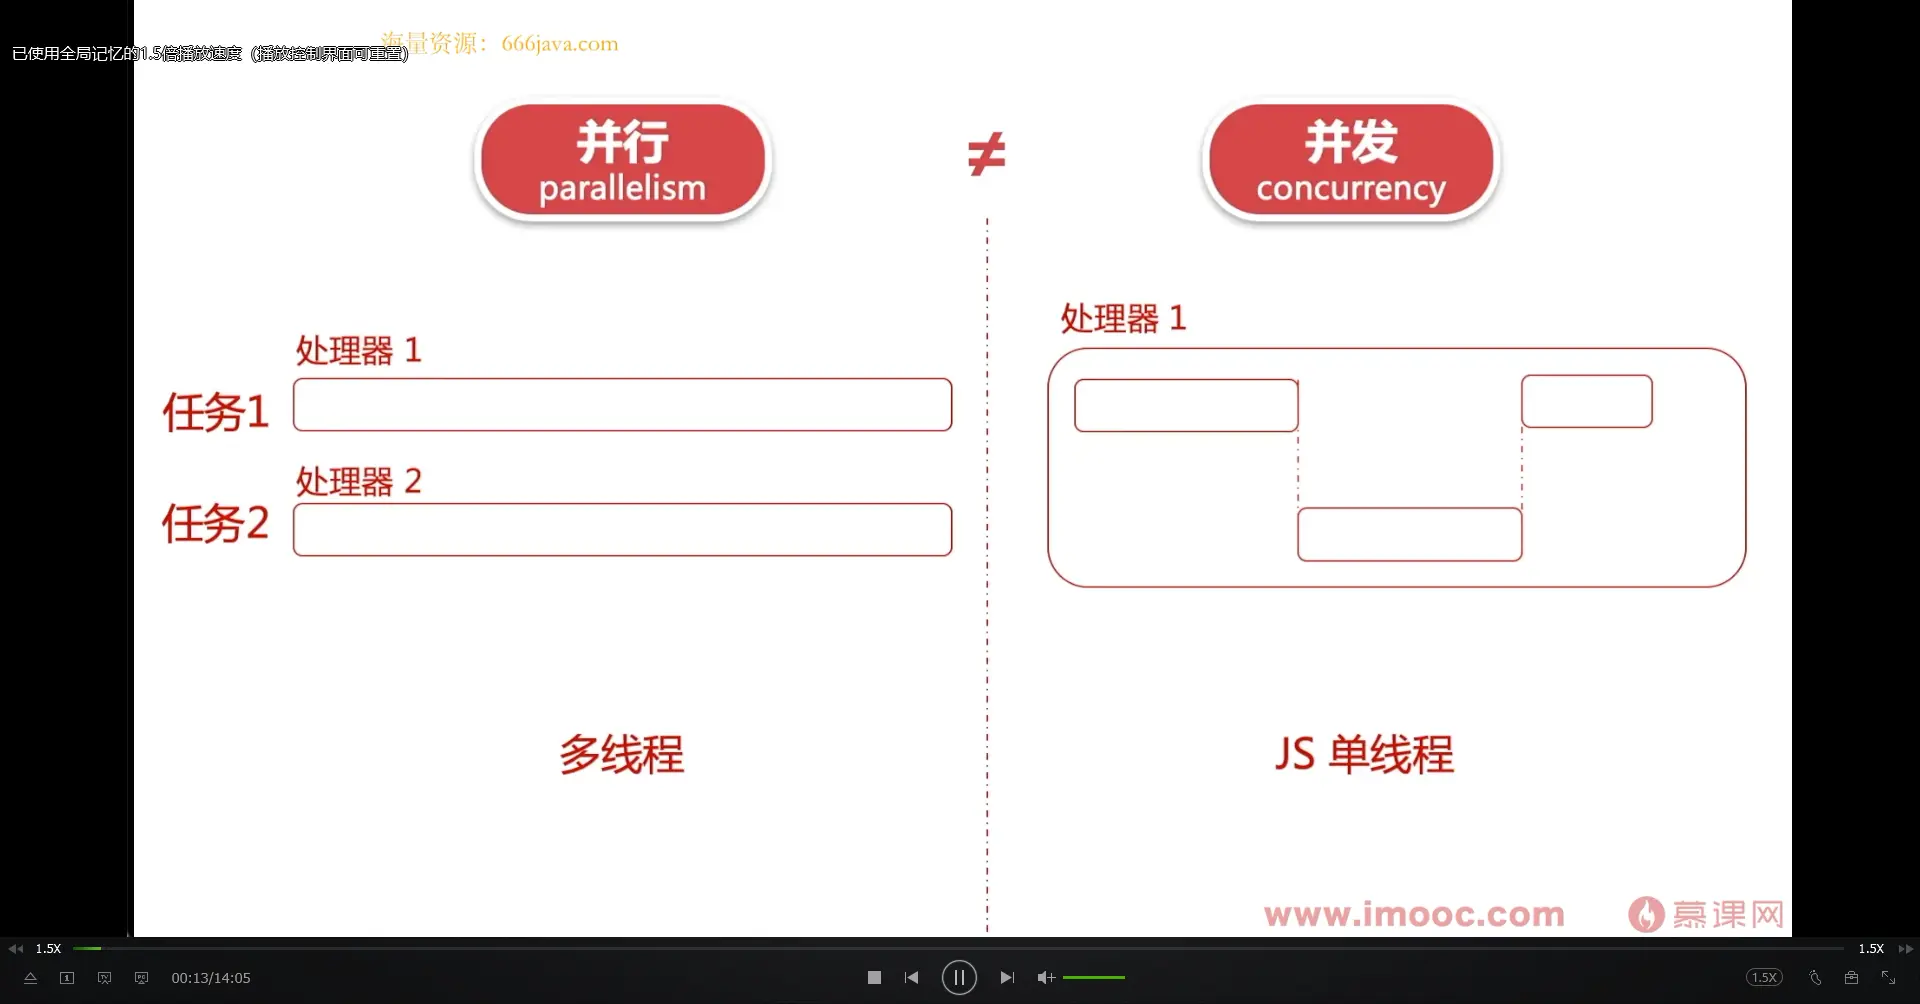 海量资源：666java.com
已使用全局记忆的1.5倍播放速度（播放控制界面可重置）
并行
parallelism
≠
并发
concurrency
处理器 1
任务1
处理器 2
任务2
处理器 1
多线程
JS 单线程
www.imooc.com 慕课网
1.5X
1.5X
00:13/14:05
1.5X